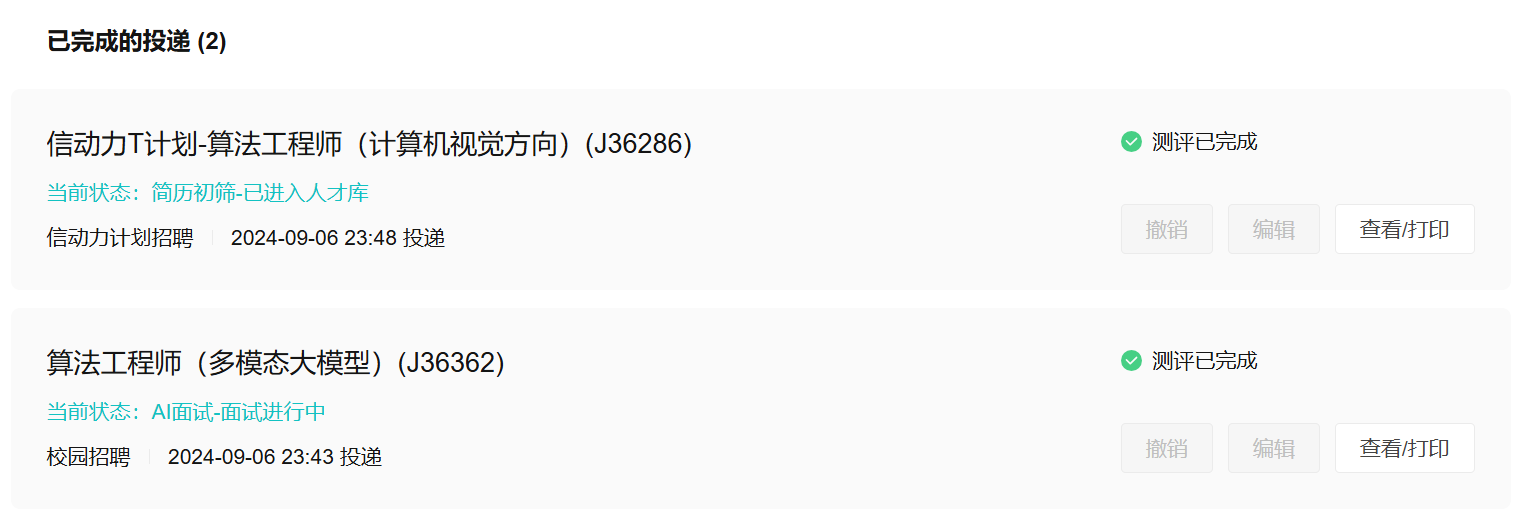 已完成的投递 (2)
信动力T计划-算法工程师（计算机视觉方向）(J36286)
测评已完成
当前状态：简历初筛-已进入人才库
信动力计划招聘 2024-09-06 23:48 投递
撤销 编辑 查看/打印
算法工程师（多模态大模型）(J36362)
测评已完成
当前状态：AI面试-面试进行中
校园招聘 2024-09-06 23:43 投递
撤销 编辑 查看/打印